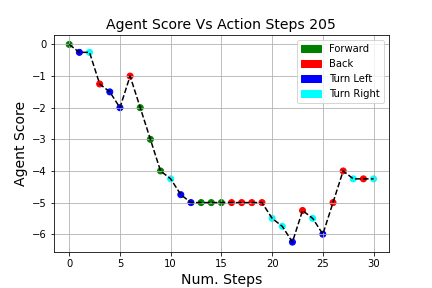 Agent Score Vs Action Steps 205
Agent Score
0
−1
−2
−3
−4
−5
−6
Forward
Back
Turn Left
Turn Right
0 5 10 15 20 25 30
Num. Steps